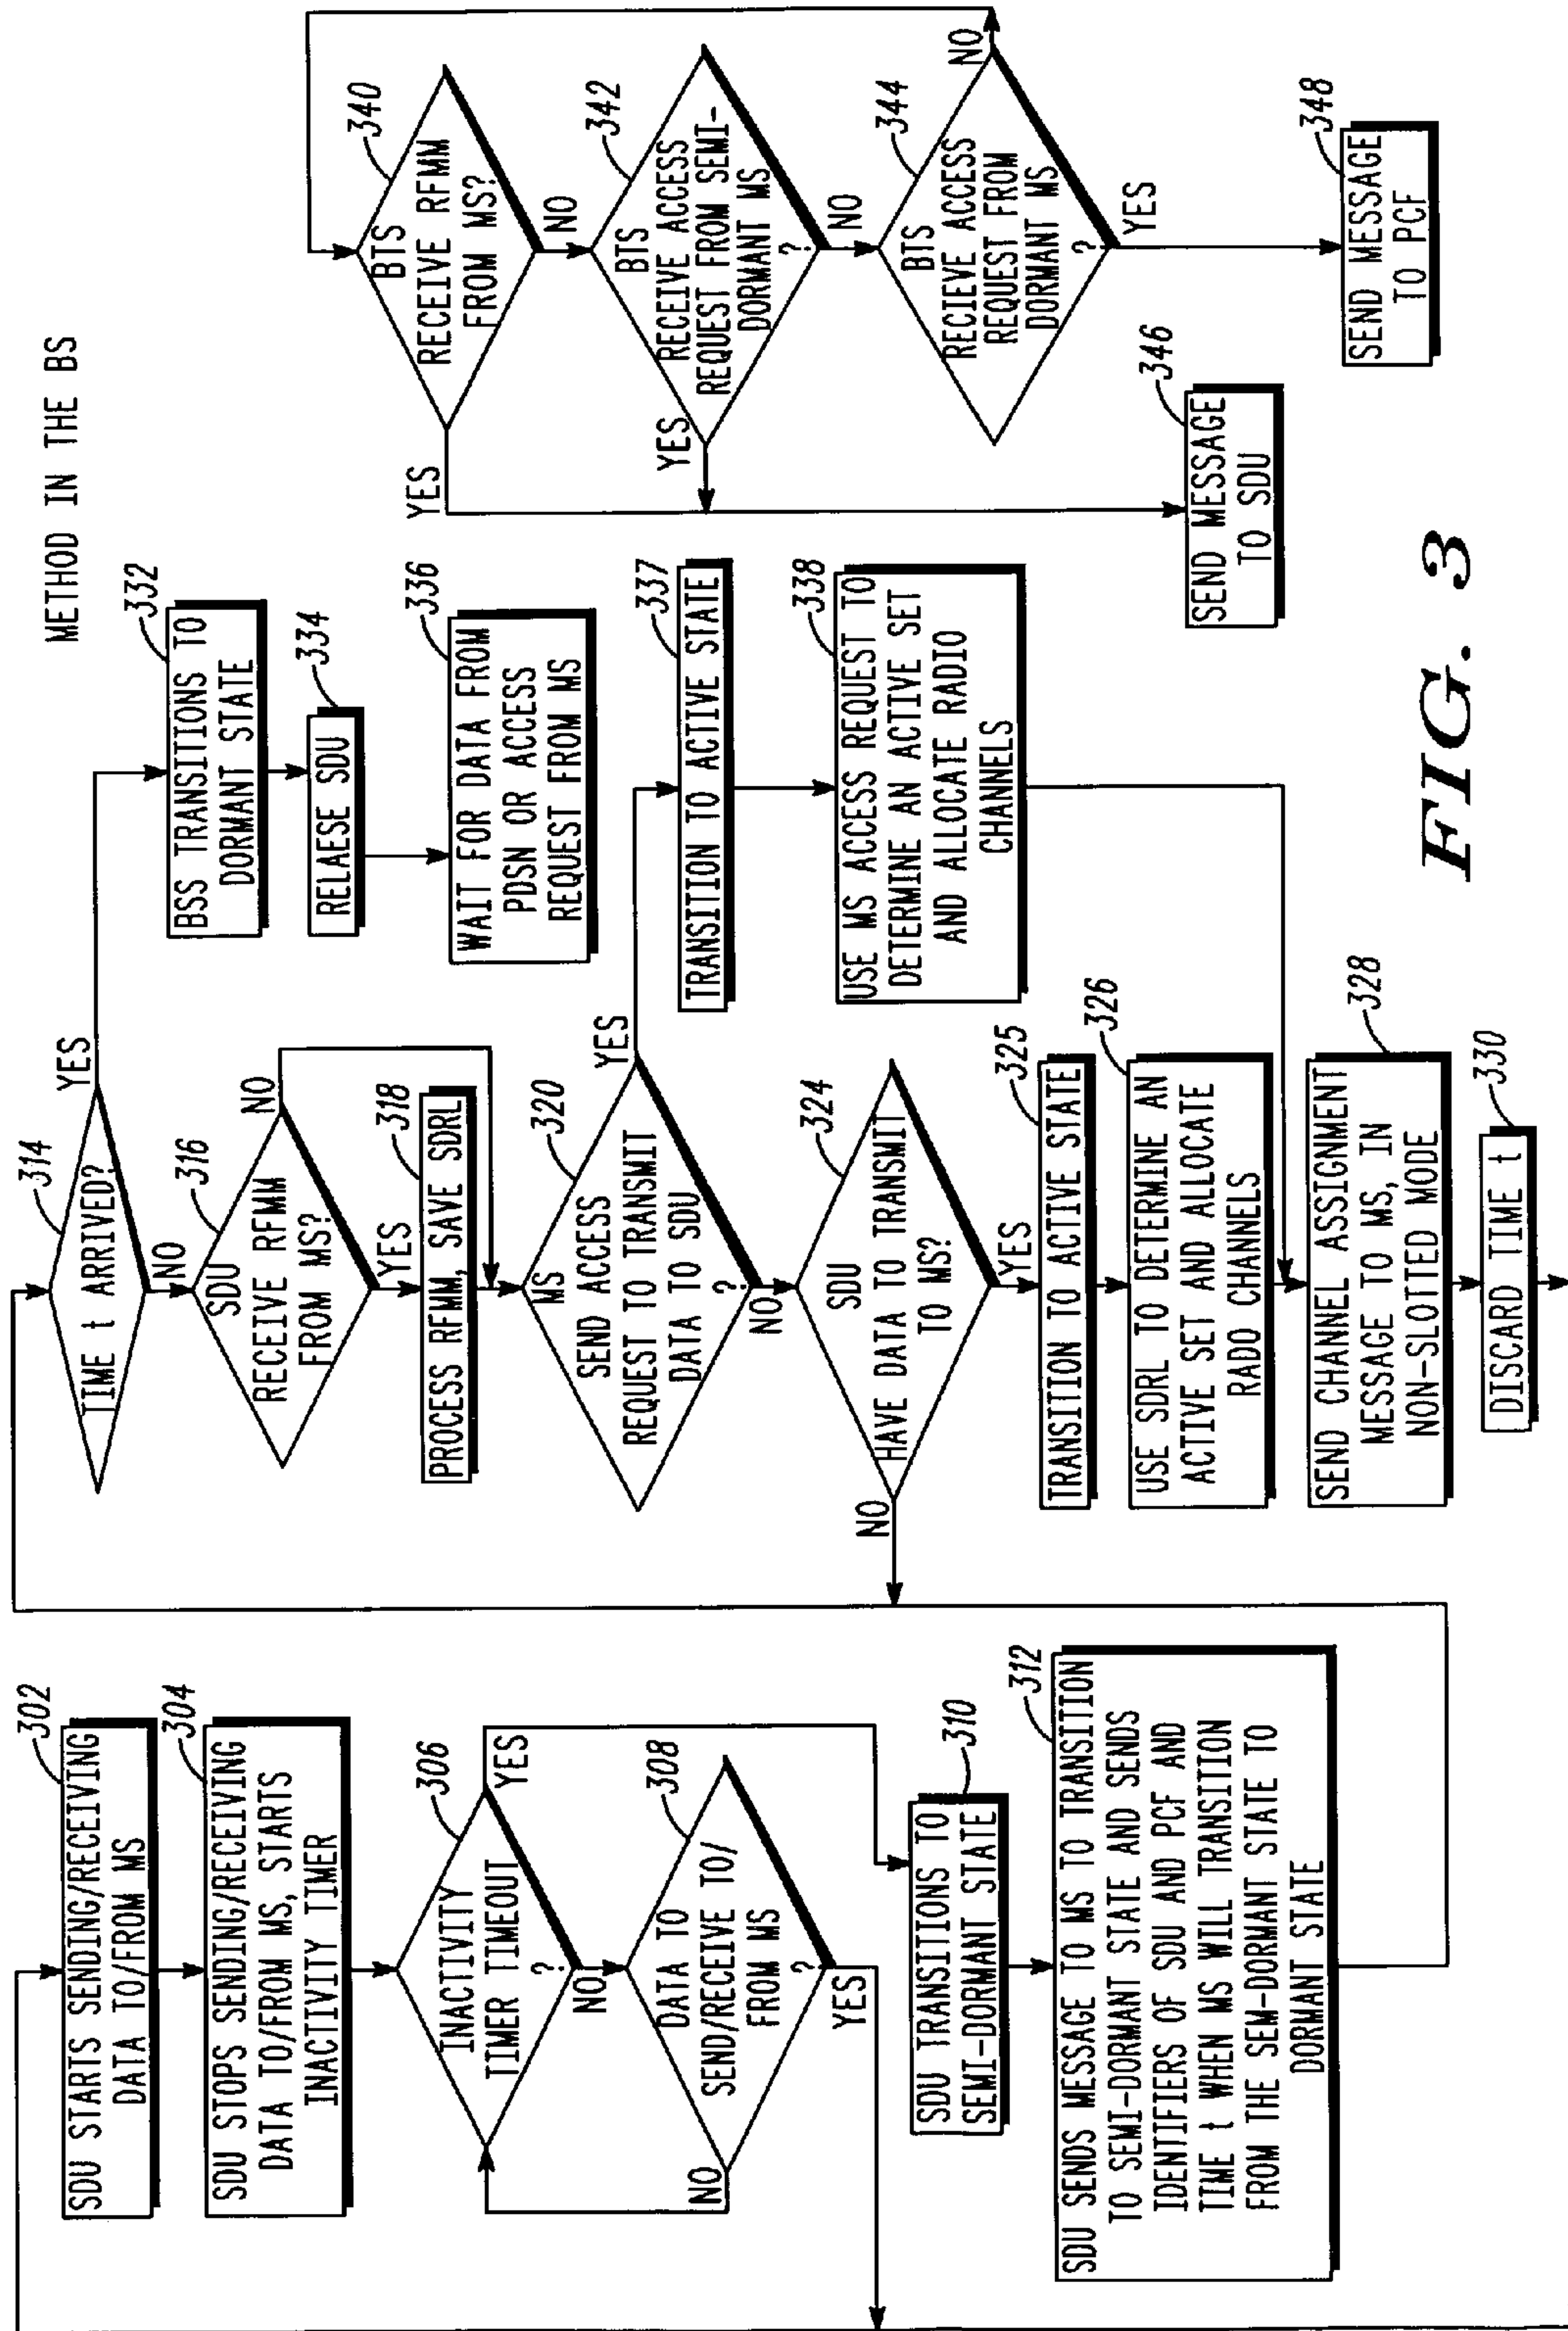 METHOD IN THE BS
302
SDU STARTS SENDING/RECEIVING
DATA TO/FROM MS
304
SDU STOPS SENDING/RECEIVING
DATA TO/FROM MS, STARTS
INACTIVITY TIMER
306
INACTIVITY
TIMER TIMEOUT
?
YES
NO
308
DATA TO
SEND/RECEIVE TO/
FROM MS
?
NO
YES
310
SDU TRANSITIONS TO
SEMI-DORMANT STATE
312
SDU SENDS MESSAGE TO MS TO TRANSITION
TO SEMI-DORMANT STATE AND SENDS
IDENTIFIERS OF SDU AND PCF AND
TIME t WHEN MS WILL TRANSITION
FROM THE SEM-DORMANT STATE TO
DORMANT STATE
314
TIME t ARRIVED?
YES
NO
316
SDU
RECEIVE RFMM
FROM MS?
NO
YES
318
PROCESS RFMM, SAVE SDRL
320
MS
SEND ACCESS
REQUEST TO TRANSMIT
DATA TO SDU
?
YES
NO
324
SDU
HAVE DATA TO TRANSMIT
TO MS?
NO
YES
325
TRANSITION TO ACTIVE STATE
326
USE SDRL TO DETERMINE AN
ACTIVE SET AND ALLOCATE
RADO CHANNELS
328
SEND CHANNEL ASSIGNMENT
MESSAGE TO MS, IN
NON-SLOTTED MODE
330
DISCARD TIME t
332
BSS TRANSITIONS TO
DORMANT STATE
334
RELAESE SDU
336
WAIT FOR DATA FROM
PDSN OR ACCESS
REQUEST FROM MS
337
TRANSITION TO ACTIVE STATE
338
USE MS ACCESS REQUEST TO
DETERMINE AN ACTIVE SET
AND ALLOCATE RADIO
CHANNELS
340
BTS
RECEIVE RFMM
FROM MS?
YES
NO
342
BTS
RECEIVE ACCESS
REQUEST FROM SEMI-
DORMANT MS
?
YES
NO
344
BTS
RECIEVE ACCESS
REQUEST FROM
DORMANT MS
?
NO
YES
346
SEND MESSAGE
TO SDU
348
SEND MESSAGE
TO PCF
FIG. 3